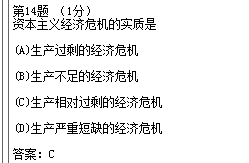 第14题 （1分）
资本主义经济危机的实质是
(A)生产过剩的经济危机
(B)生产不足的经济危机
(C)生产相对过剩的经济危机
(D)生产严重短缺的经济危机
答案：C